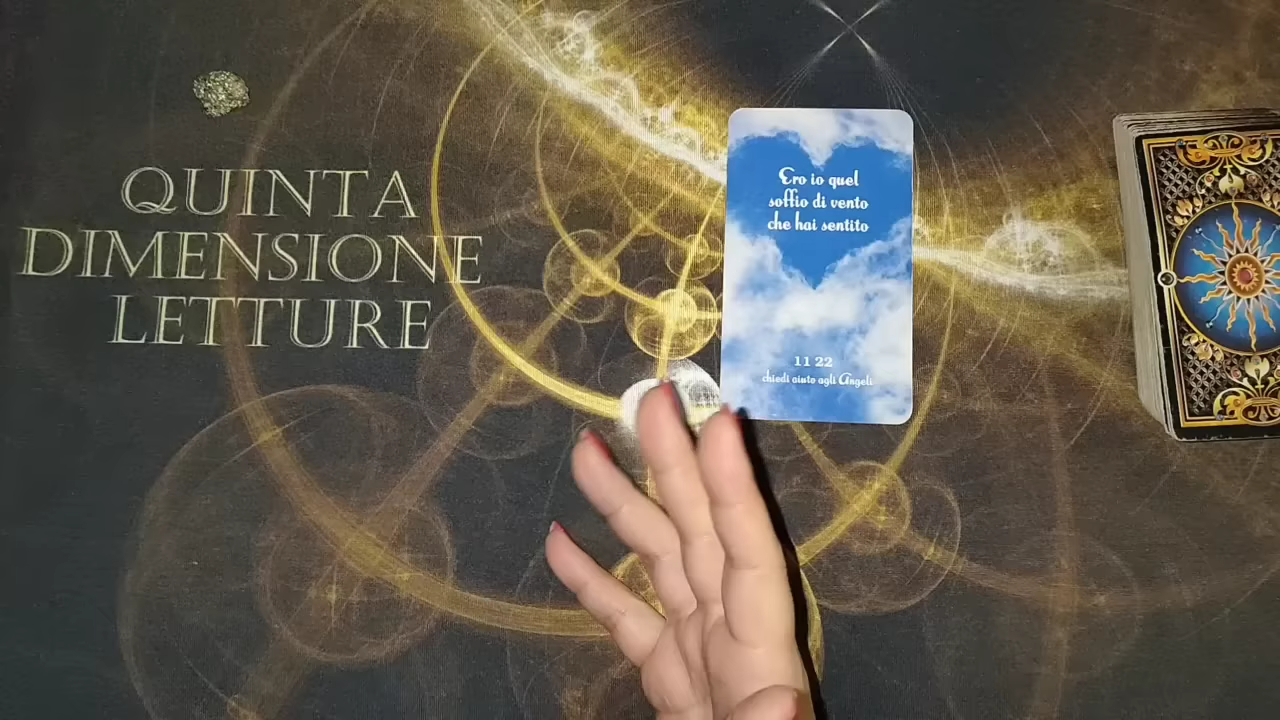 QUINTA
DIMENSIONE
LETTURE
Ero io quel
soffio di vento
che hai sentito
11 22
chiedi aiuto agli Angeli